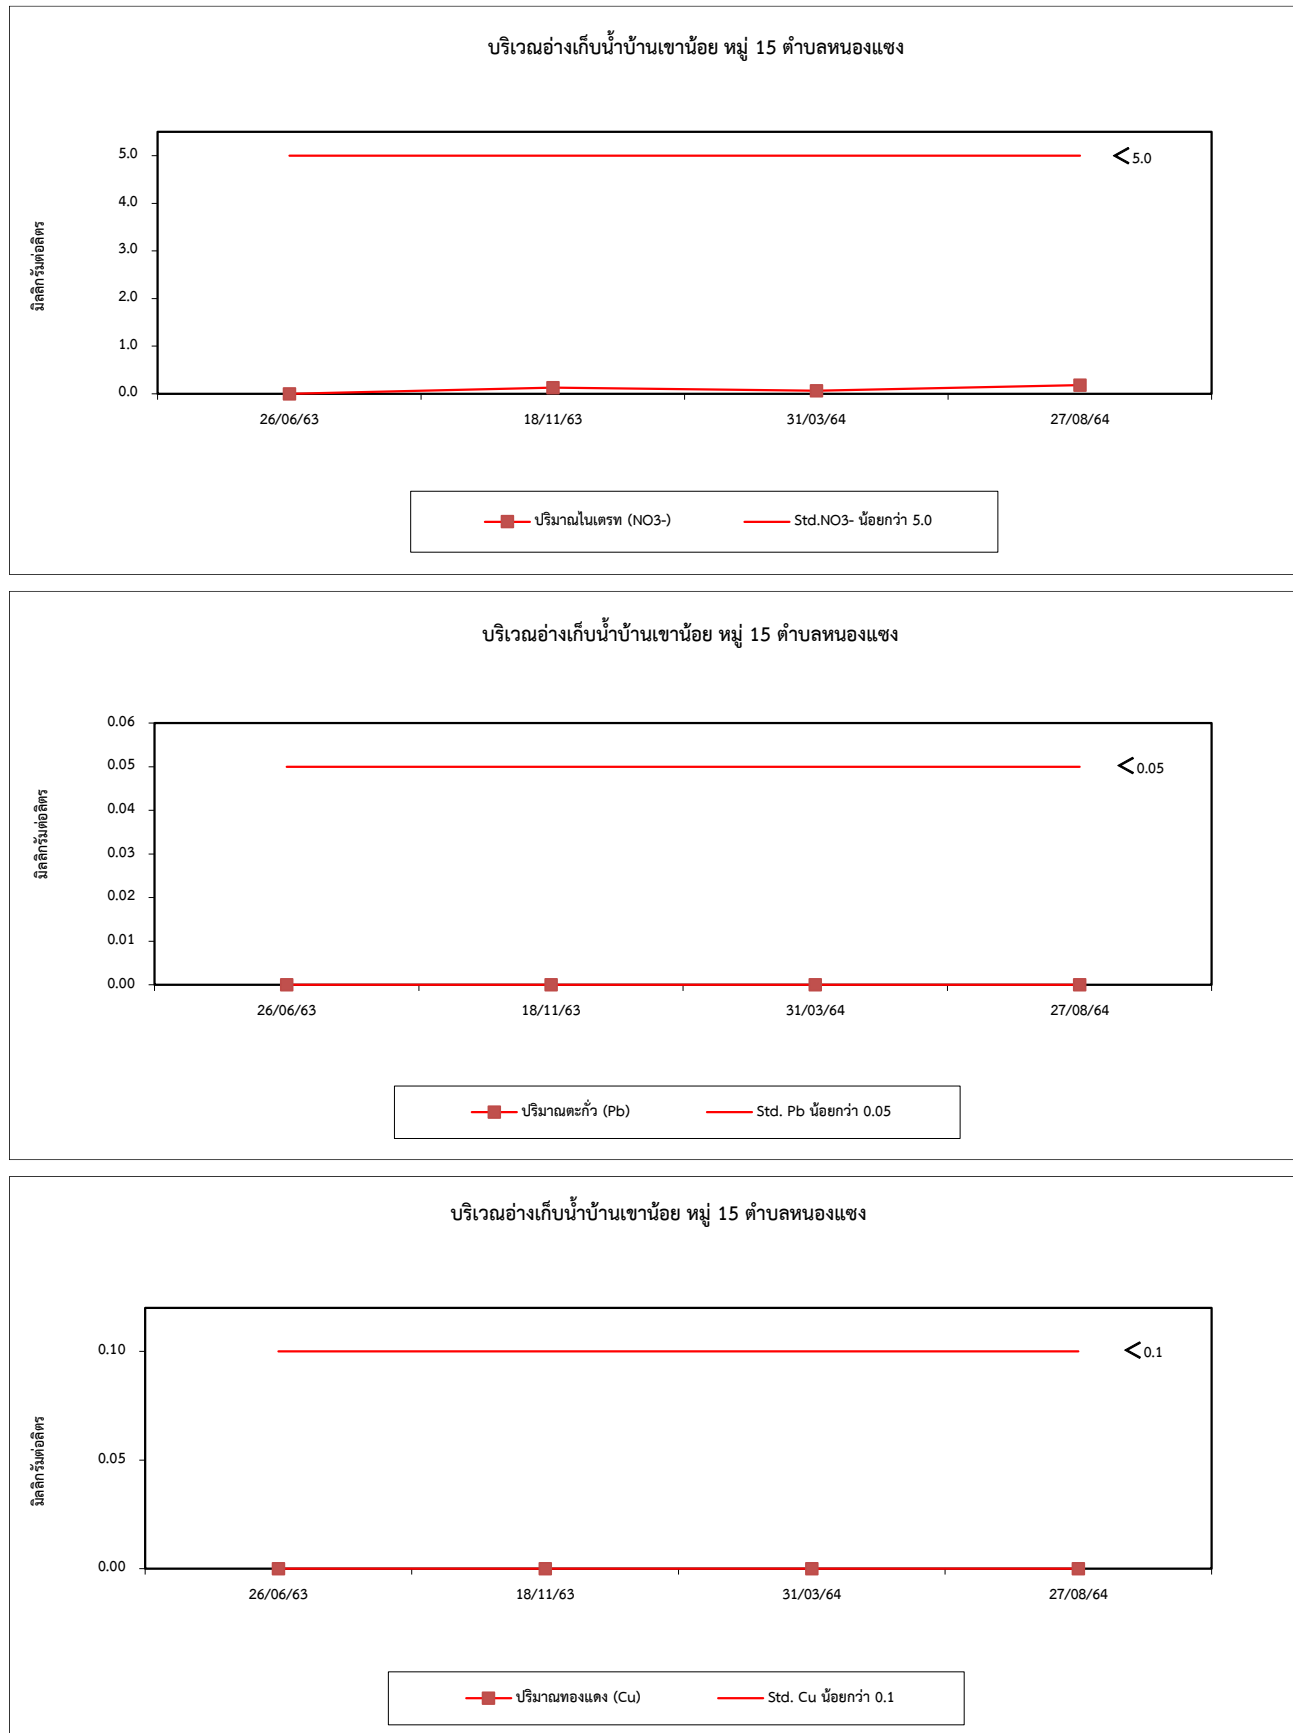 บริเวณอ่างเก็บน้ำบ้านเขาน้อย หมู่ 15 ตำบลหนองแซง
มิลลิกรัมต่อลิตร
5.0
4.0
3.0
2.0
1.0
0.0
< 5.0
26/06/63 18/11/63 31/03/64 27/08/64
ปริมาณไนเตรท (NO3-) Std.NO3- น้อยกว่า 5.0
บริเวณอ่างเก็บน้ำบ้านเขาน้อย หมู่ 15 ตำบลหนองแซง
มิลลิกรัมต่อลิตร
0.06
0.05
0.04
0.03
0.02
0.01
0.00
< 0.05
26/06/63 18/11/63 31/03/64 27/08/64
ปริมาณตะกั่ว (Pb) Std. Pb น้อยกว่า 0.05
บริเวณอ่างเก็บน้ำบ้านเขาน้อย หมู่ 15 ตำบลหนองแซง
มิลลิกรัมต่อลิตร
0.10
0.05
0.00
< 0.1
26/06/63 18/11/63 31/03/64 27/08/64
ปริมาณทองแดง (Cu) Std. Cu น้อยกว่า 0.1